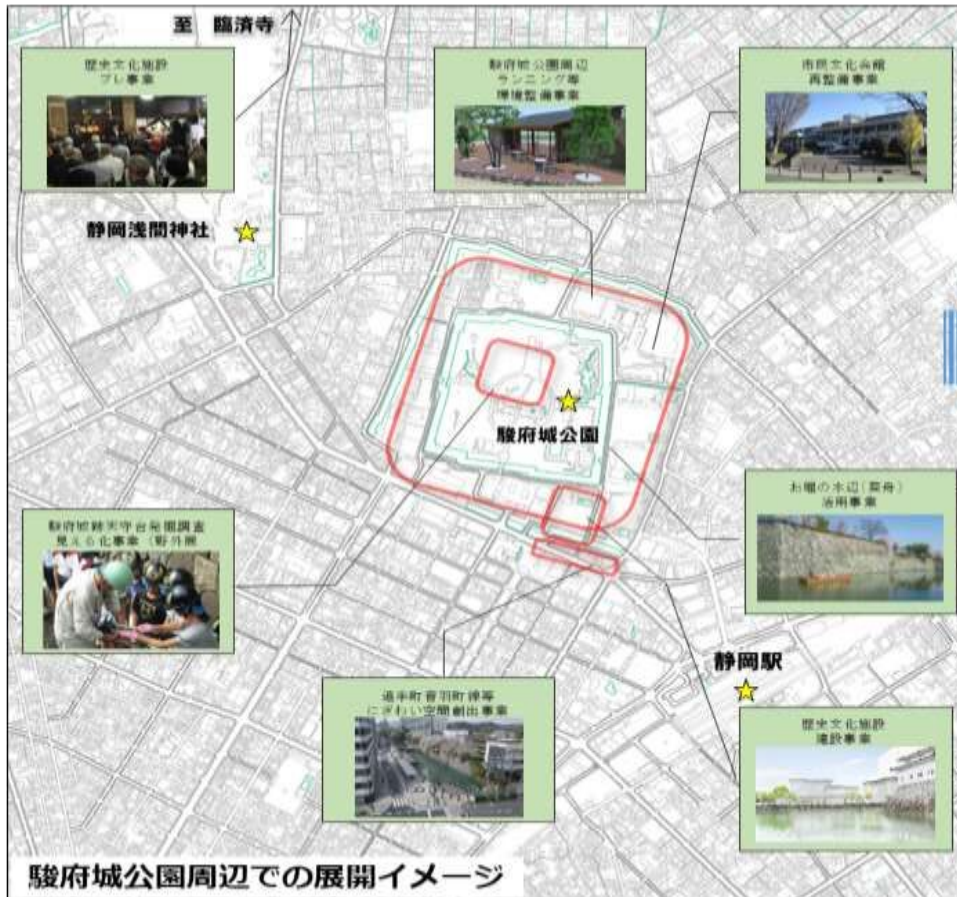 至 臨済寺
歴史文化施設
プレ事業
駿府城公園周辺
ランニング等
環境整備事業
市民文化会館
再整備事業
静岡浅間神社
駿府城公園
お堀の水辺(葵舟)
活用事業
駿府城跡天守台発掘調査
見える化事業(野外展
静岡駅
追手町音羽町線等
にぎわい空間創出事業
歴史文化施設
建設事業
駿府城公園周辺での展開イメージ